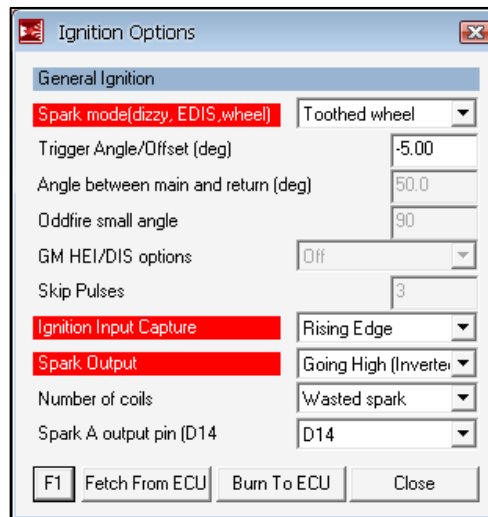 Ignition Options
General Ignition
Spark mode(dizzy, EDIS,wheel) Toothed wheel
Trigger Angle/Offset (deg) -5.00
Angle between main and return (deg) 50.0
Oddfire small angle 90
GM HEI/DIS options Off
Skip Pulses 3
Ignition Input Capture Rising Edge
Spark Output Going High (Inverte
Number of coils Wasted spark
Spark A output pin (D14 D14
F1 Fetch From ECU Burn To ECU Close